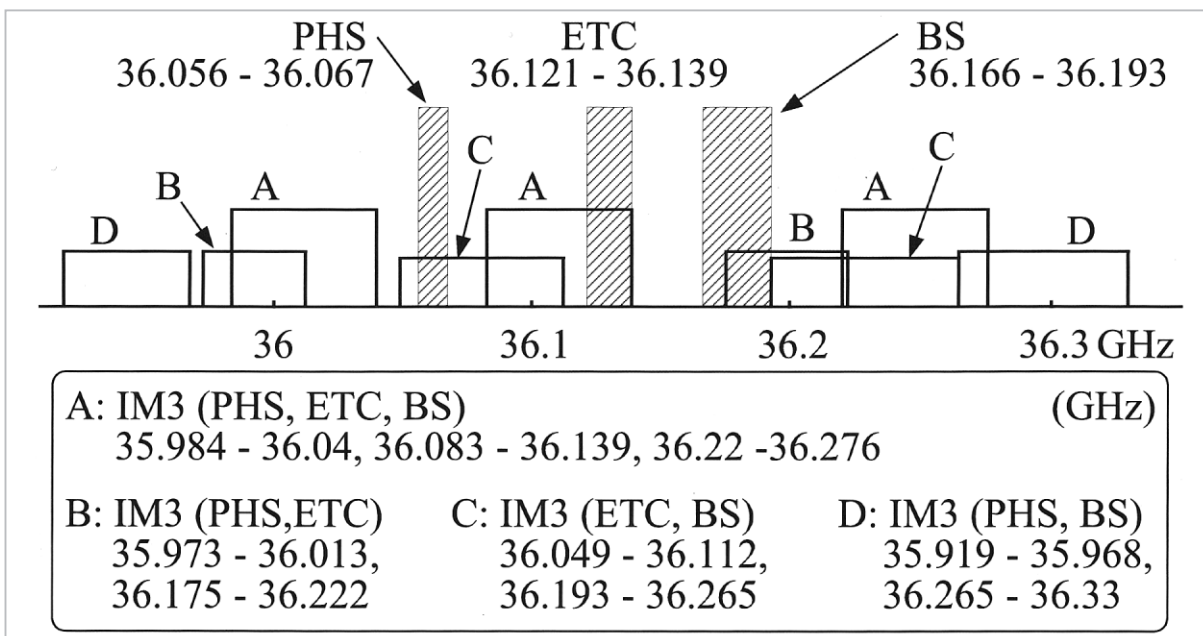 PHS ETC BS
36.056 - 36.067 36.121 - 36.139 36.166 - 36.193
C C
B A A A
D B D
36 36.1 36.2 36.3 GHz
A: IM3 (PHS, ETC, BS) (GHz)
35.984 - 36.04, 36.083 - 36.139, 36.22 -36.276
B: IM3 (PHS,ETC) C: IM3 (ETC, BS) D: IM3 (PHS, BS)
35.973 - 36.013, 36.049 - 36.112, 35.919 - 35.968,
36.175 - 36.222 36.193 - 36.265 36.265 - 36.33